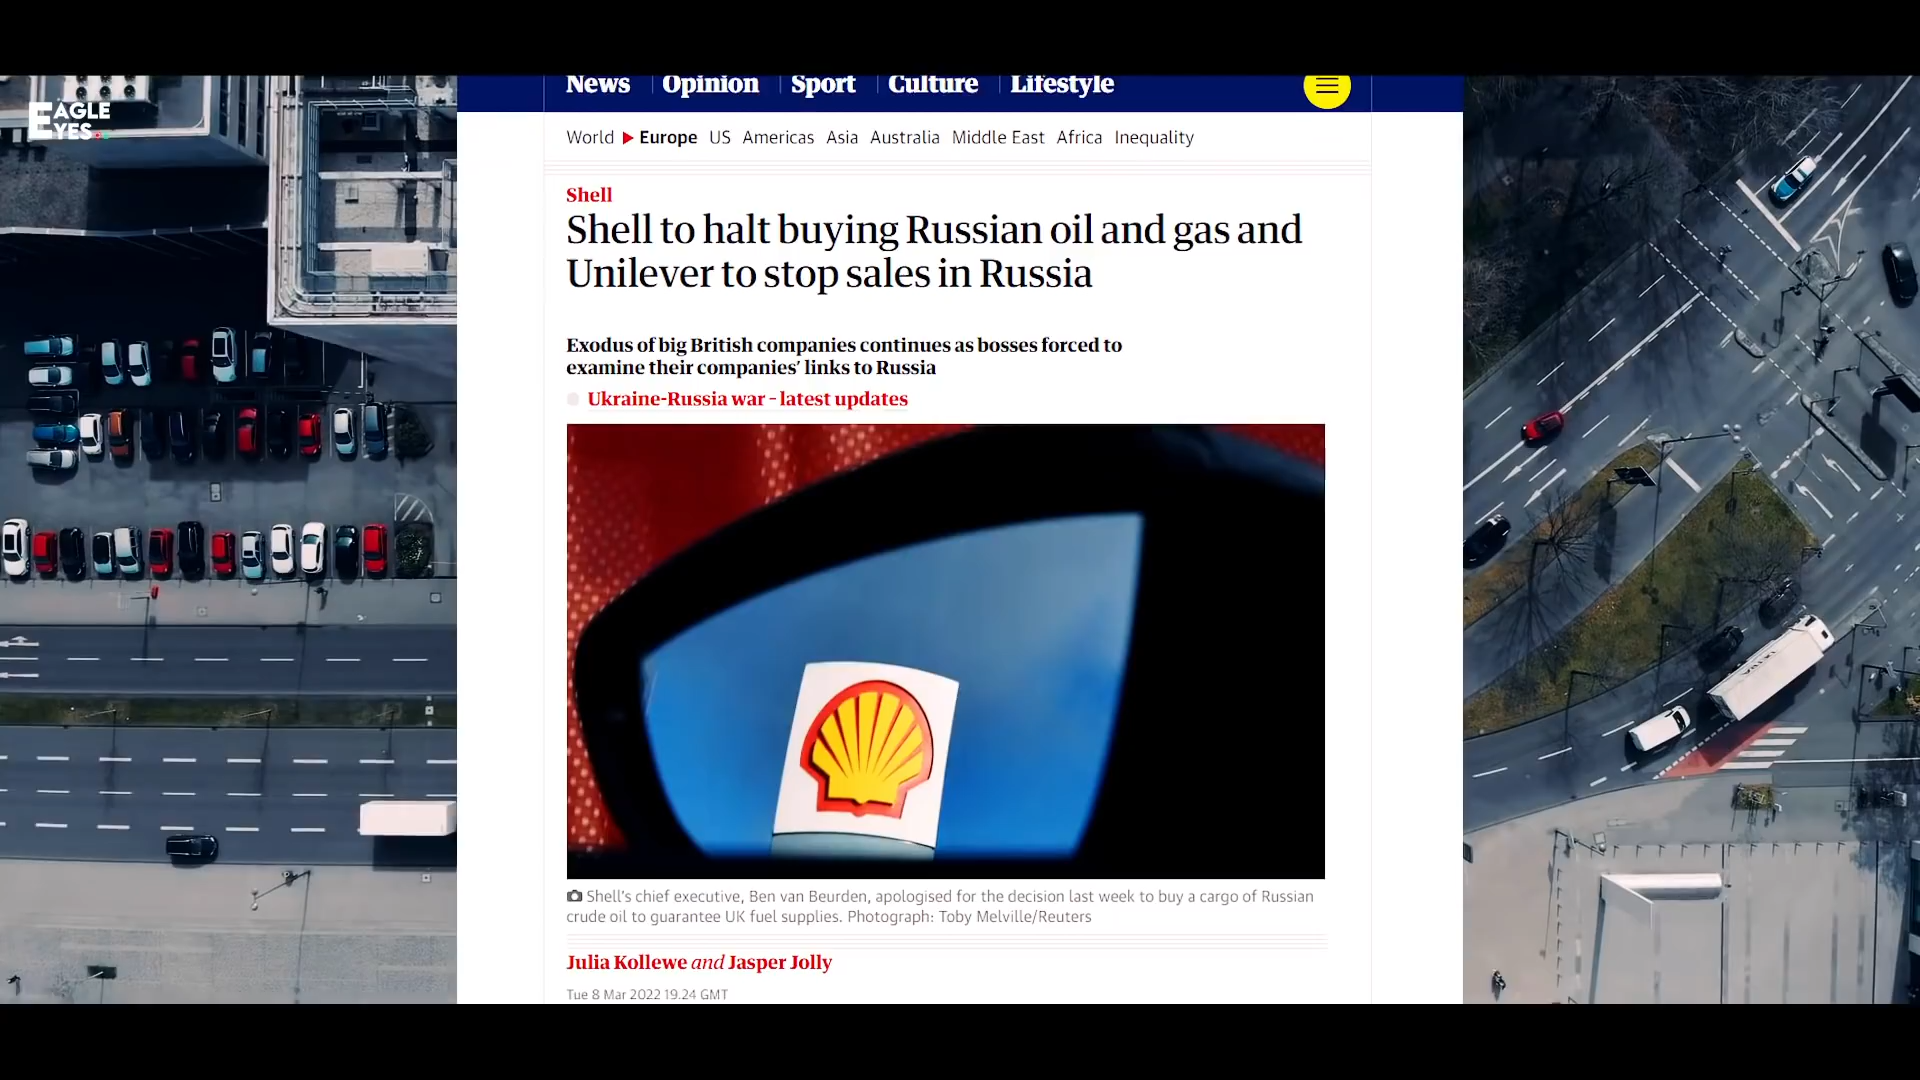 EAGLE
EYES
News Opinion Sport Culture Lifestyle
World Europe US Americas Asia Australia Middle East Africa Inequality
Shell
Shell to halt buying Russian oil and gas and
Unilever to stop sales in Russia
Exodus of big British companies continues as bosses forced to
examine their companies’ links to Russia
Ukraine-Russia war – latest updates
Shell’s chief executive, Ben van Beurden, apologised for the decision last week to buy a cargo of Russian
crude oil to guarantee UK fuel supplies. Photograph: Toby Melville/Reuters
Julia Kollewe and Jasper Jolly
Tue 8 Mar 2022 19.24 GMT